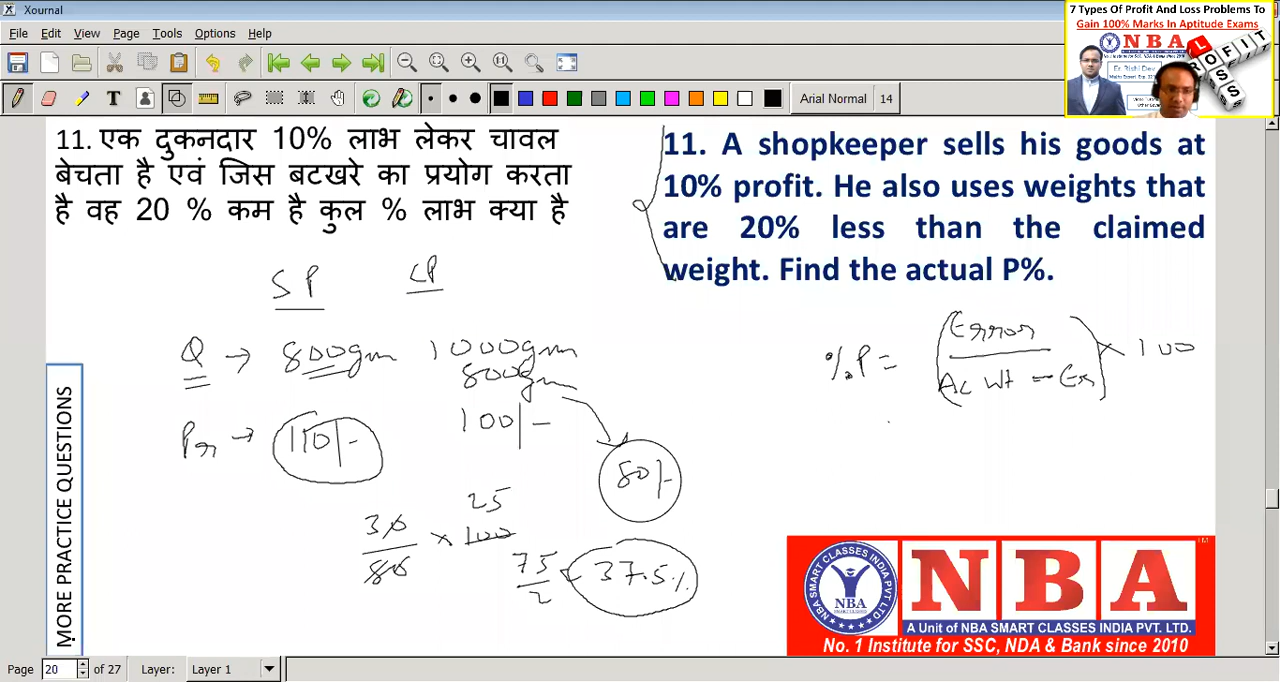 Xournal
File Edit View Page Tools Options Help
Arial Normal 14
7 Types Of Profit And Loss Problems To
Gain 100% Marks In Aptitude Exams
NBA
Er. Rishi Dev
PROFIT
LOSS
11. एक दुकनदार 10% लाभ लेकर चावल
बेचता है एवं जिस बटखरे का प्रयोग करता
है वह 20 % कम है कुल % लाभ क्या है
11. A shopkeeper sells his goods at
10% profit. He also uses weights that
are 20% less than the claimed
weight. Find the actual P%.
SP CP
Q → 800gm 1000gm
800gm
Pr → 110/- 100/-
80/-
30/80 × 100 25
75/2 37.5%
%P = (Error / Ac Wt - Er) × 100
MORE PRACTICE QUESTIONS
NBA SMART CLASSES INDIA PVT LTD
NBA
NBA
TM
A Unit of NBA SMART CLASSES INDIA PVT. LTD.
No. 1 Institute for SSC, NDA & Bank since 2010
Page 20 of 27 Layer: Layer 1